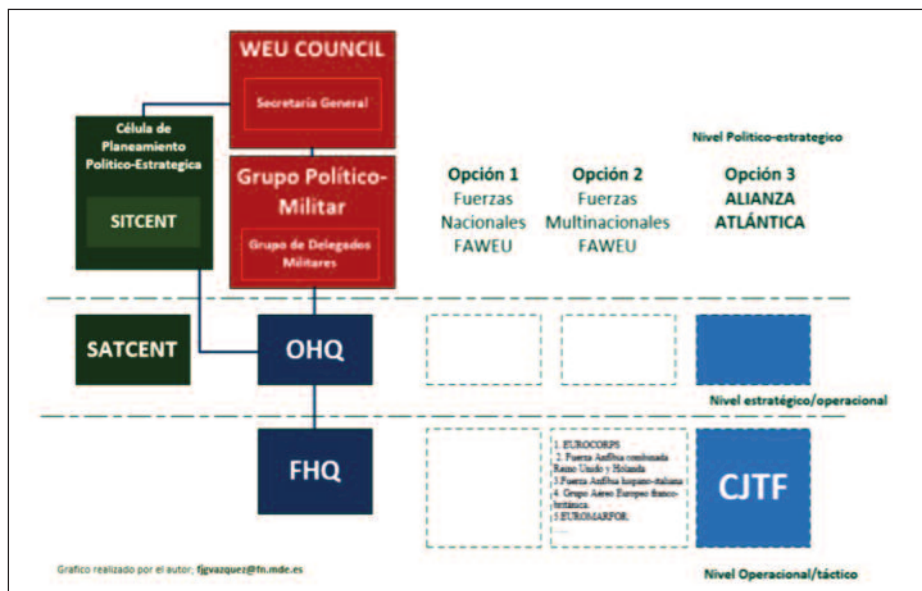 WEU COUNCIL
Secretaría General
Célula de
Planeamiento
Político-Estrategica
SITCENT
Grupo Político-
Militar
Grupo de Delegados
Militares
Nivel Politico-estrategico
Opción 1
Fuerzas
Nacionales
FAWEU
Opción 2
Fuerzas
Multinacionales
FAWEU
Opción 3
ALIANZA
ATLÁNTICA
SATCENT
OHQ
Nivel estratégico/operacional
FHQ
1. EUROCORPS
2. Fuerza Anfibia combinada
Reino Unido y Holanda
3.Fuerza Anfibia hispano-italiana
4. Grupo Aéreo Europeo franco-
británica.
5.EUROMARFOR.
......
CJTF
Nivel Operacional/táctico
Grafico realizado por el autor; fjgvazquez@fn.mde.es